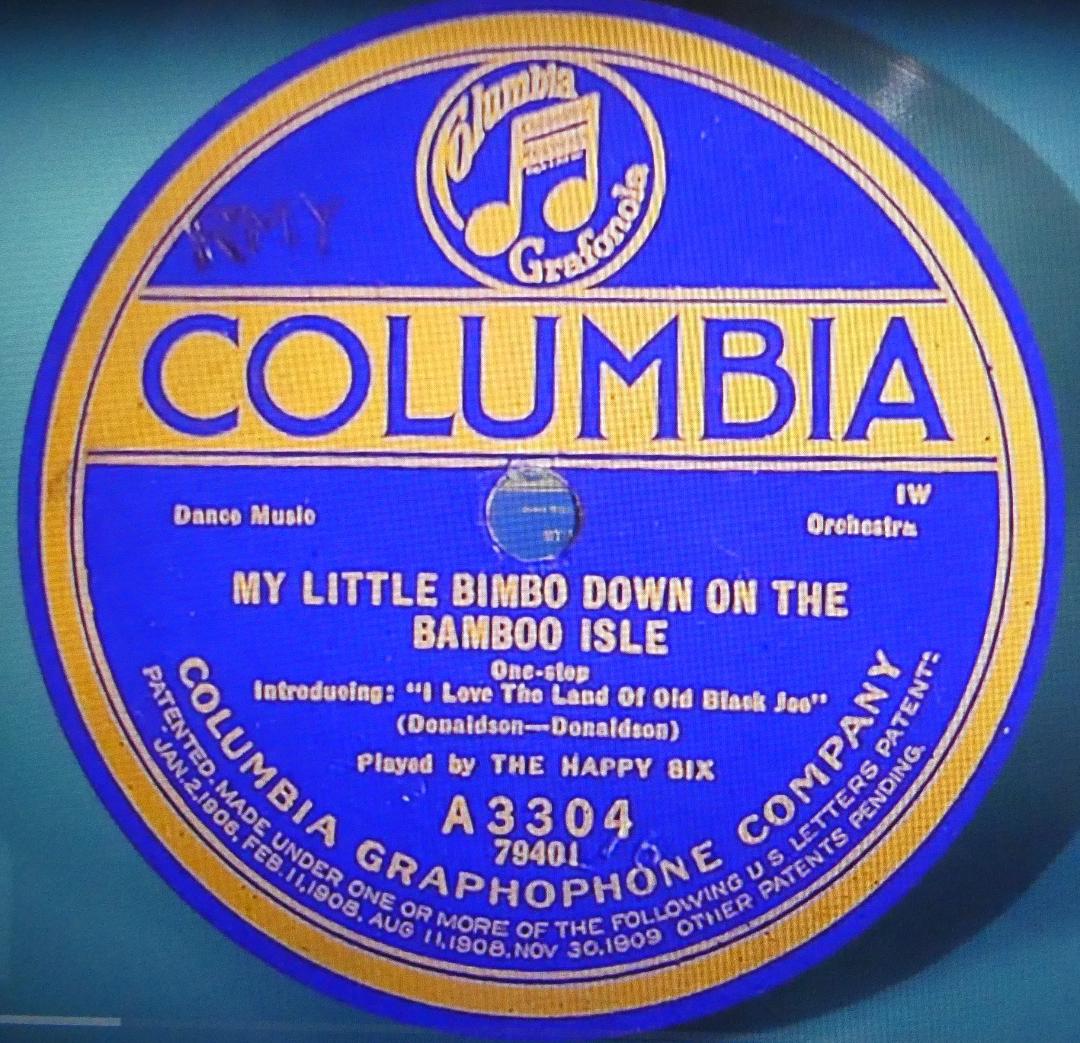 Columbia
Grafonola
COLUMBIA
Dance Music
IW
Orchestra
MY LITTLE BIMBO DOWN ON THE
BAMBOO ISLE
One-step
Introducing: "I Love The Land Of Old Black Joe"
(Donaldson—Donaldson)
Played by THE HAPPY SIX
A3304
79401
COLUMBIA GRAPHOPHONE COMPANY
PATENTED. MADE UNDER ONE OR MORE OF THE FOLLOWING U S. LETTERS PATENT:
JAN. 2, 1906, FEB. 11, 1908, AUG 11, 1908, NOV 30, 1909 OTHER PATENTS PENDING.